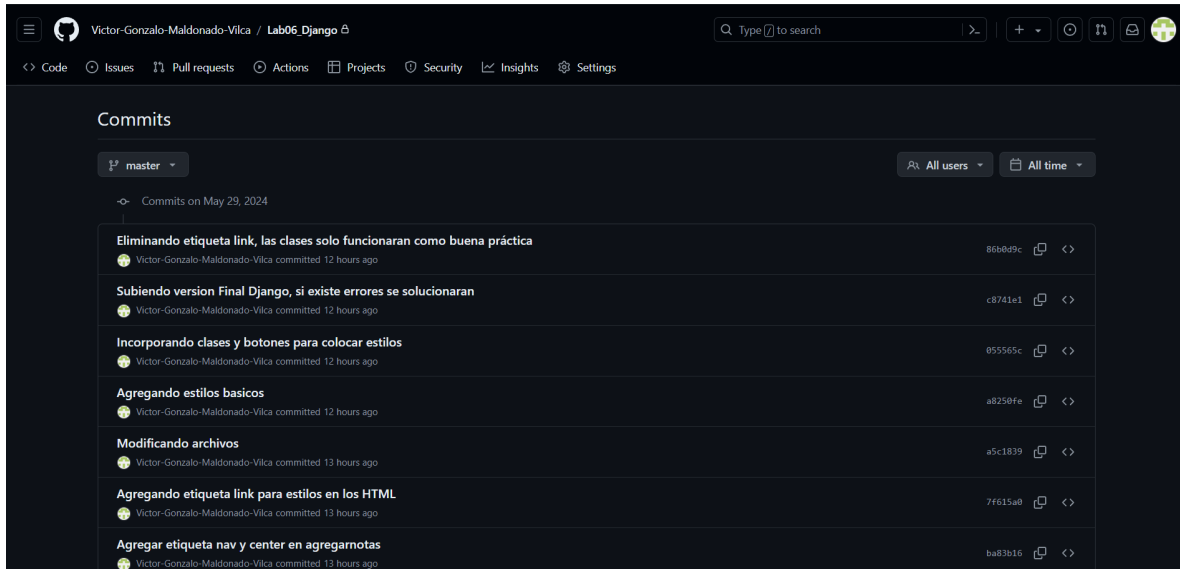 Victor-Gonzalo-Maldonado-Vilca / Lab06_Django
Type / to search
Code Issues Pull requests Actions Projects Security Insights Settings
Commits
master
All users All time
Commits on May 29, 2024
Eliminando etiqueta link, las clases solo funcionaran como buena práctica
86b0d9c
Victor-Gonzalo-Maldonado-Vilca committed 12 hours ago
Subiendo version Final Django, si existe errores se solucionaran
c8741e1
Victor-Gonzalo-Maldonado-Vilca committed 12 hours ago
Incorporando clases y botones para colocar estilos
055565c
Victor-Gonzalo-Maldonado-Vilca committed 12 hours ago
Agregando estilos basicos
a8250fe
Victor-Gonzalo-Maldonado-Vilca committed 12 hours ago
Modificando archivos
a5c1839
Victor-Gonzalo-Maldonado-Vilca committed 13 hours ago
Agregando etiqueta link para estilos en los HTML
7f615a0
Victor-Gonzalo-Maldonado-Vilca committed 13 hours ago
Agregar etiqueta nav y center en agregarnotas
ba83b16
Victor-Gonzalo-Maldonado-Vilca committed 13 hours ago